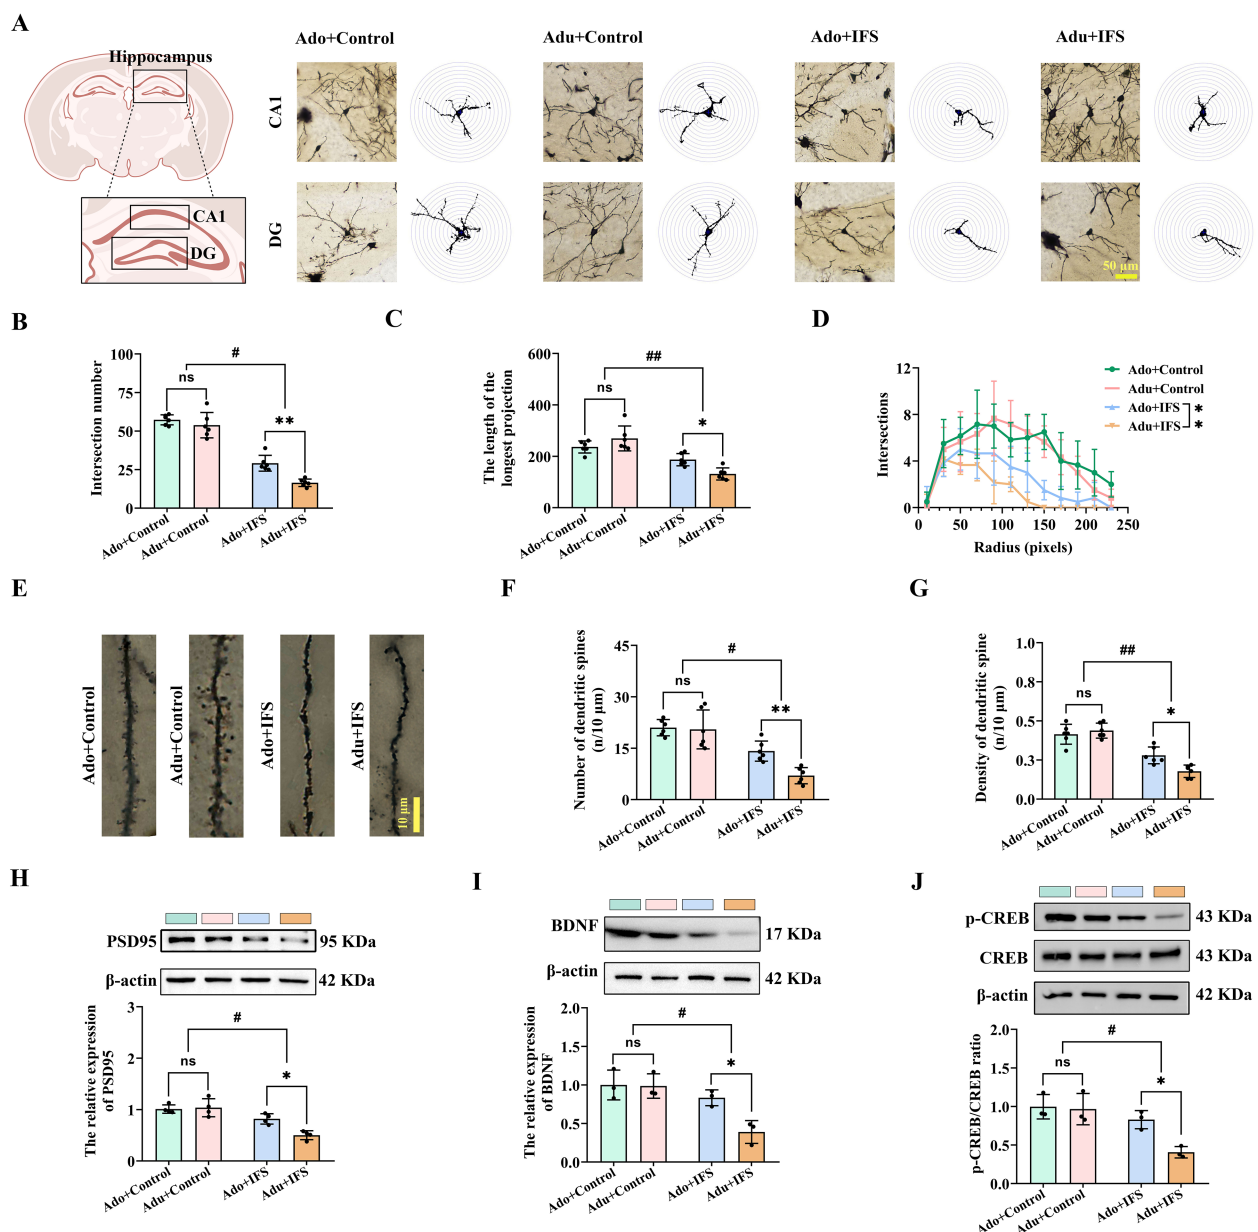 A
Hippocampus
CA1
DG
Ado+Control
Adu+Control
Ado+IFS
Adu+IFS
CA1
DG
50 μm
B
Intersection number
100
75
50
25
0
ns
#
**
Ado+Control
Adu+Control
Ado+IFS
Adu+IFS
C
The length of the
longest projection
600
400
200
0
ns
##
*
Ado+Control
Adu+Control
Ado+IFS
Adu+IFS
D
Intersections
12
8
4
0
0
50
100
150
200
250
Radius (pixels)
Ado+Control
Adu+Control
Ado+IFS
Adu+IFS
*
*
E
Ado+Control
Adu+Control
Ado+IFS
Adu+IFS
10 μm
F
Number of dendritic spines
(n/10 μm)
45
30
15
0
ns
#
**
Ado+Control
Adu+Control
Ado+IFS
Adu+IFS
G
Density of dendritic spine
(n/10 μm)
1.0
0.8
0.5
0.3
0.0
ns
##
*
Ado+Control
Adu+Control
Ado+IFS
Adu+IFS
H
PSD95
95 KDa
β-actin
42 KDa
The relative expression
of PSD95
3
2
1
0
ns
#
*
Ado+Control
Adu+Control
Ado+IFS
Adu+IFS
I
BDNF
17 KDa
β-actin
42 KDa
The relative expression
of BDNF
2.0
1.5
1.0
0.5
0.0
ns
#
*
Ado+Control
Adu+Control
Ado+IFS
Adu+IFS
J
p-CREB
43 KDa
CREB
43 KDa
β-actin
42 KDa
p-CREB/CREB ratio
2.0
1.5
1.0
0.5
0.0
ns
#
*
Ado+Control
Adu+Control
Ado+IFS
Adu+IFS